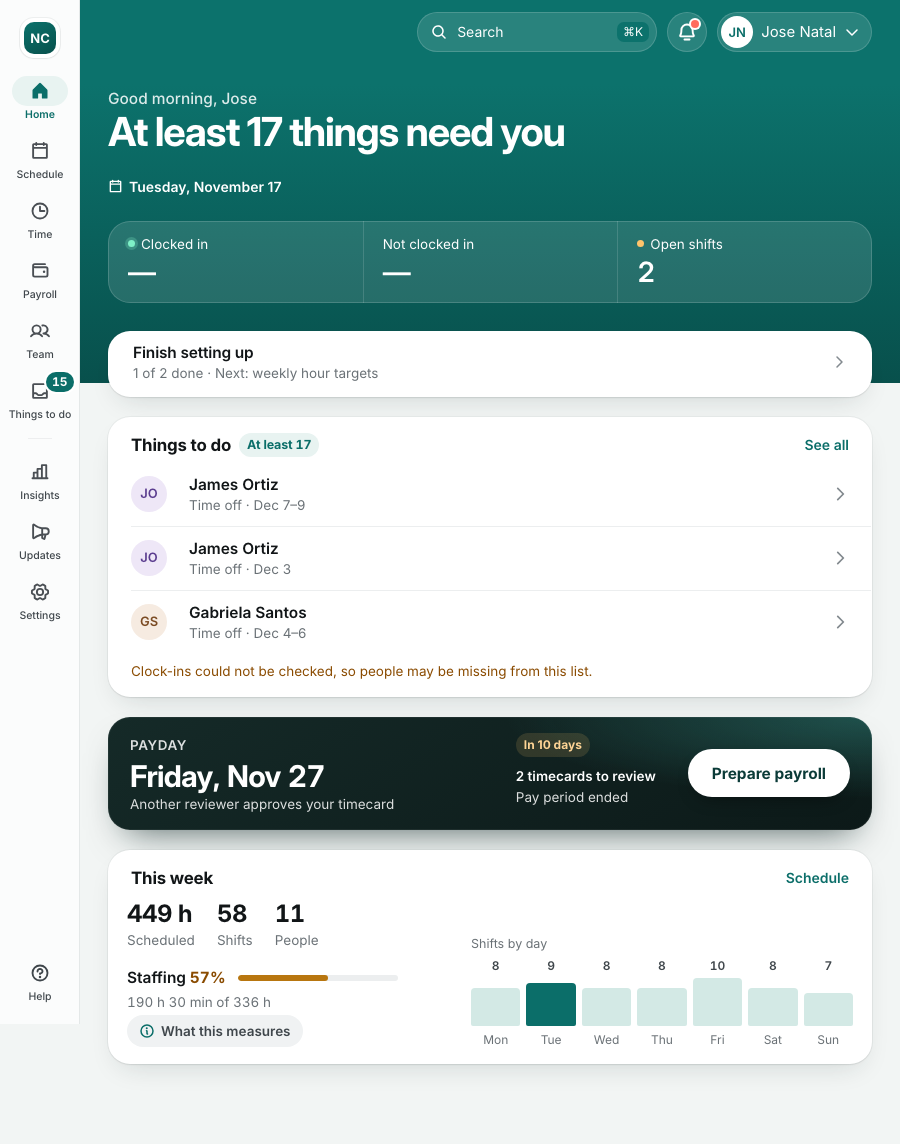 NC
Search
⌘K
JN
Jose Natal
Home
Schedule
Time
Payroll
Team
15
Things to do
Insights
Updates
Settings
Help
Good morning, Jose
At least 17 things need you
Tuesday, November 17
Clocked in
—
Not clocked in
—
Open shifts
2
Finish setting up
1 of 2 done · Next: weekly hour targets
Things to do
At least 17
See all
JO
James Ortiz
Time off · Dec 7–9
JO
James Ortiz
Time off · Dec 3
GS
Gabriela Santos
Time off · Dec 4–6
Clock-ins could not be checked, so people may be missing from this list.
PAYDAY
Friday, Nov 27
Another reviewer approves your timecard
In 10 days
2 timecards to review
Pay period ended
Prepare payroll
This week
Schedule
449 h
58
11
Scheduled
Shifts
People
Staffing 57%
190 h 30 min of 336 h
What this measures
Shifts by day
8 9 8 8 10 8 7
Mon Tue Wed Thu Fri Sat Sun